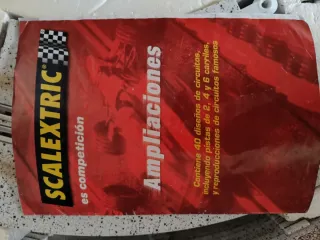 SCALEXTRIC
es competición
Ampliaciones
Contiene 40 diseños de circuitos,
incluyendo pistas de 2, 4 y 6 carriles,
y reproducciones de circuitos famosos